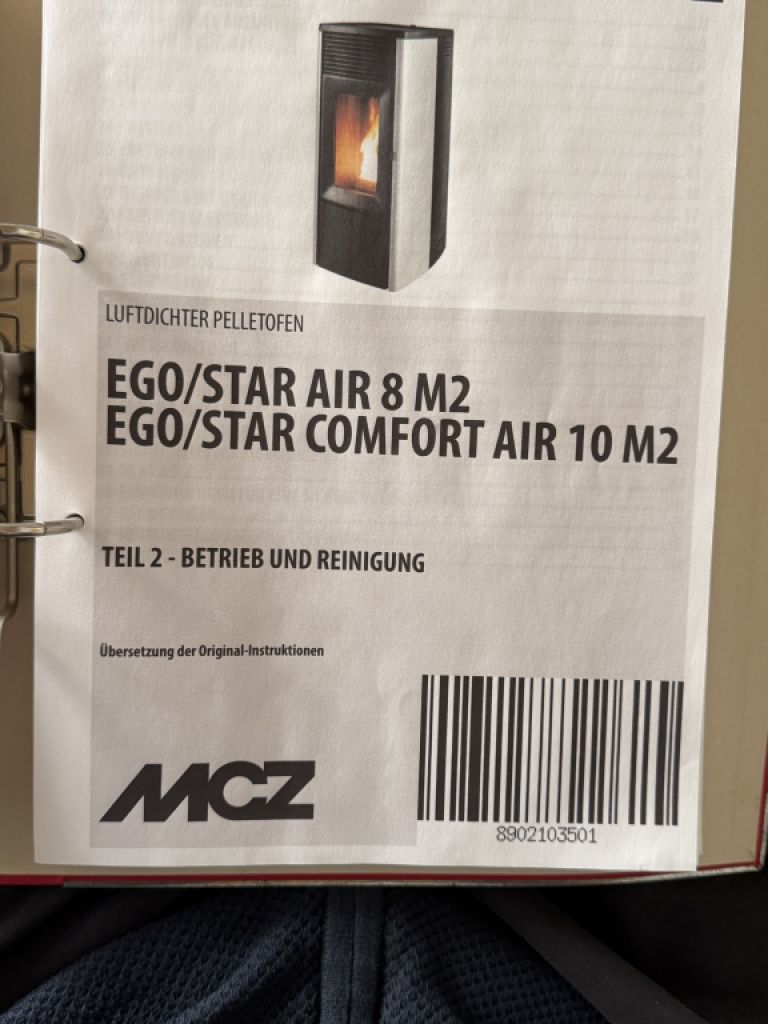 LUFTDICHTER PELLETOFEN
EGO/STAR AIR 8 M2
EGO/STAR COMFORT AIR 10 M2
TEIL 2 - BETRIEB UND REINIGUNG
Übersetzung der Original-Instruktionen
MCZ
8902103501